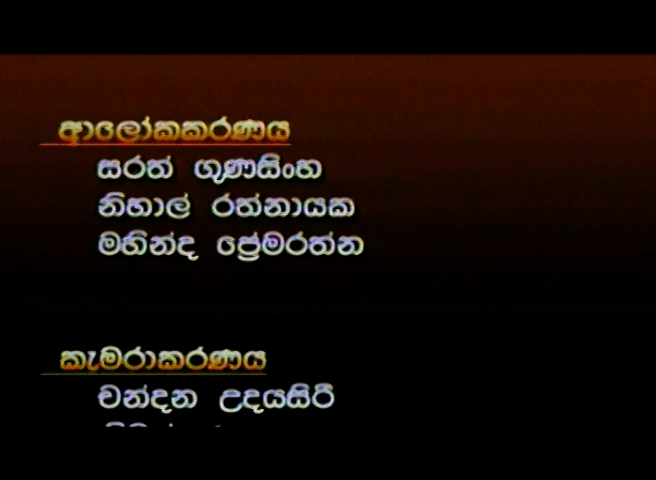 ආලෝකකරණය
සරත් ගුණසිංහ
නිහාල් රත්නායක
මහින්ද ප්‍රේමරත්න
කැමරාකරණය
චන්දන උදයසිරි